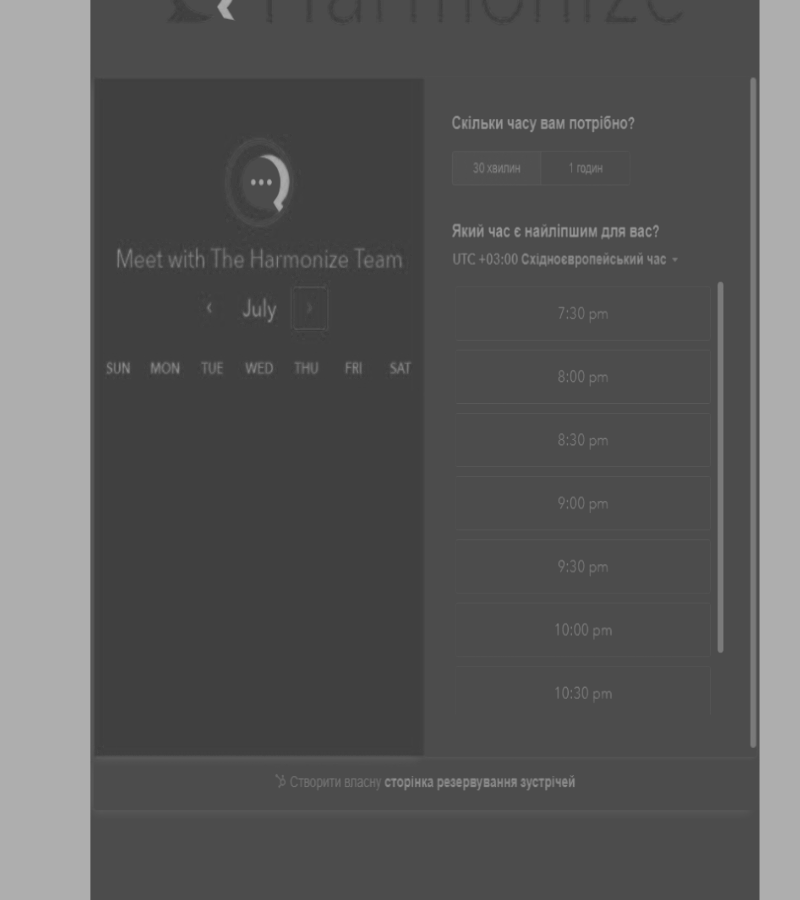 Harmonize
Meet with The Harmonize Team
July
SUN MON TUE WED THU FRI SAT
Скільки часу вам потрібно?
30 хвилин 1 годин
Який час є найліпшим для вас?
UTC +03:00 Східноєвропейський час
7:30 pm
8:00 pm
8:30 pm
9:00 pm
9:30 pm
10:00 pm
10:30 pm
Створити власну сторінка резервування зустрічей